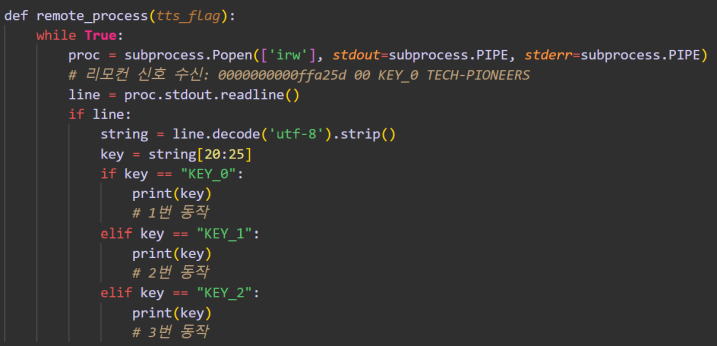 def remote_process(tts_flag):
    while True:
        proc = subprocess.Popen(['irw'], stdout=subprocess.PIPE, stderr=subprocess.PIPE)
        # 리모컨 신호 수신: 0000000000ffa25d 00 KEY_0 TECH-PIONEERS
        line = proc.stdout.readline()
        if line:
            string = line.decode('utf-8').strip()
            key = string[20:25]
            if key == "KEY_0":
                print(key)
                # 1번 동작
            elif key == "KEY_1":
                print(key)
                # 2번 동작
            elif key == "KEY_2":
                print(key)
                # 3번 동작